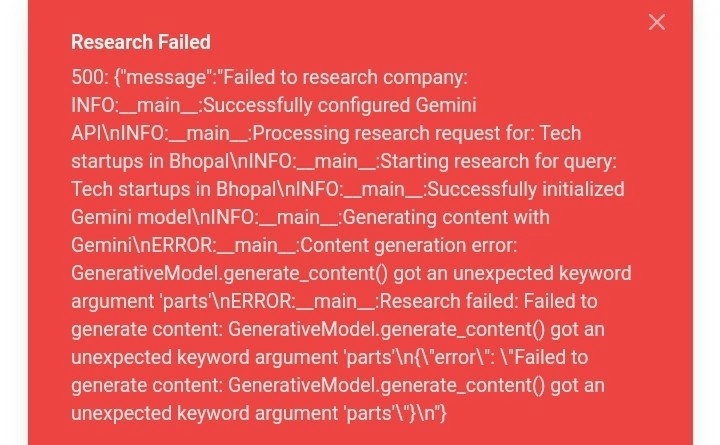 Research Failed
500: {"message":"Failed to research company:
INFO:__main__:Successfully configured Gemini
API\nINFO:__main__:Processing research request for: Tech
startups in Bhopal\nINFO:__main__:Starting research for query:
Tech startups in Bhopal\nINFO:__main__:Successfully initialized
Gemini model\nINFO:__main__:Generating content with
Gemini\nERROR:__main__:Content generation error:
GenerativeModel.generate_content() got an unexpected keyword
argument 'parts'\nERROR:__main__:Research failed: Failed to
generate content: GenerativeModel.generate_content() got an
unexpected keyword argument 'parts'\n{\"error\": \"Failed to
generate content: GenerativeModel.generate_content() got an
unexpected keyword argument 'parts'\"}\n"}